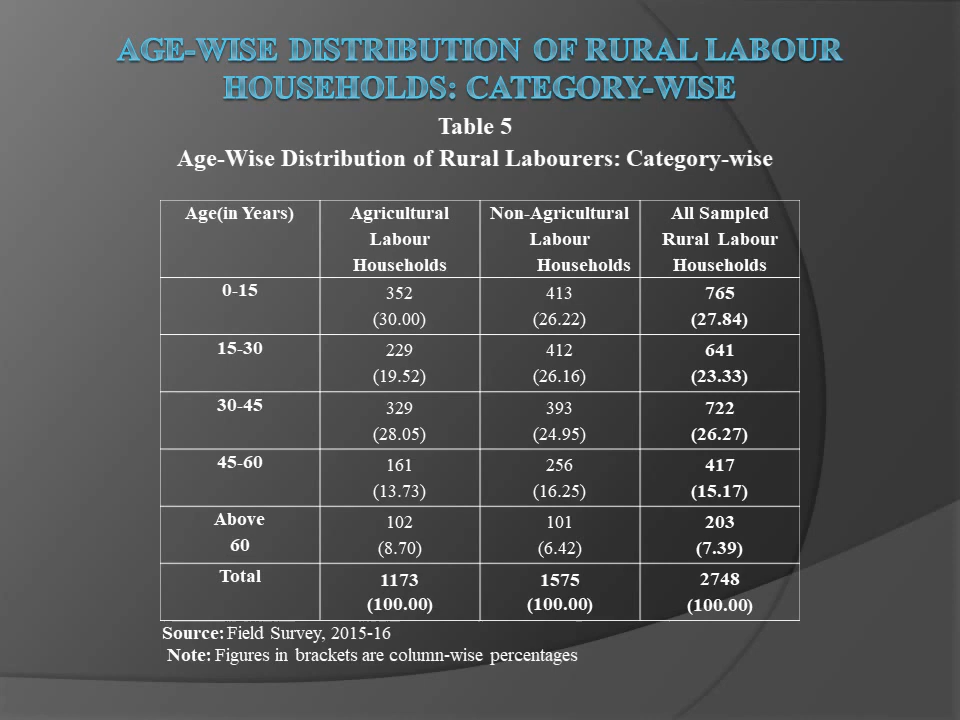 AGE-WISE DISTRIBUTION OF RURAL LABOUR
HOUSEHOLDS: CATEGORY-WISE
Table 5
Age-Wise Distribution of Rural Labourers: Category-wise
Age(in Years) Agricultural Labour Households Non-Agricultural Labour Households All Sampled Rural Labour Households
0-15 352 413 765
(30.00) (26.22) (27.84)
15-30 229 412 641
(19.52) (26.16) (23.33)
30-45 329 393 722
(28.05) (24.95) (26.27)
45-60 161 256 417
(13.73) (16.25) (15.17)
Above 60 102 101 203
(8.70) (6.42) (7.39)
Total 1173 1575 2748
(100.00) (100.00) (100.00)
Source: Field Survey, 2015-16
Note: Figures in brackets are column-wise percentages